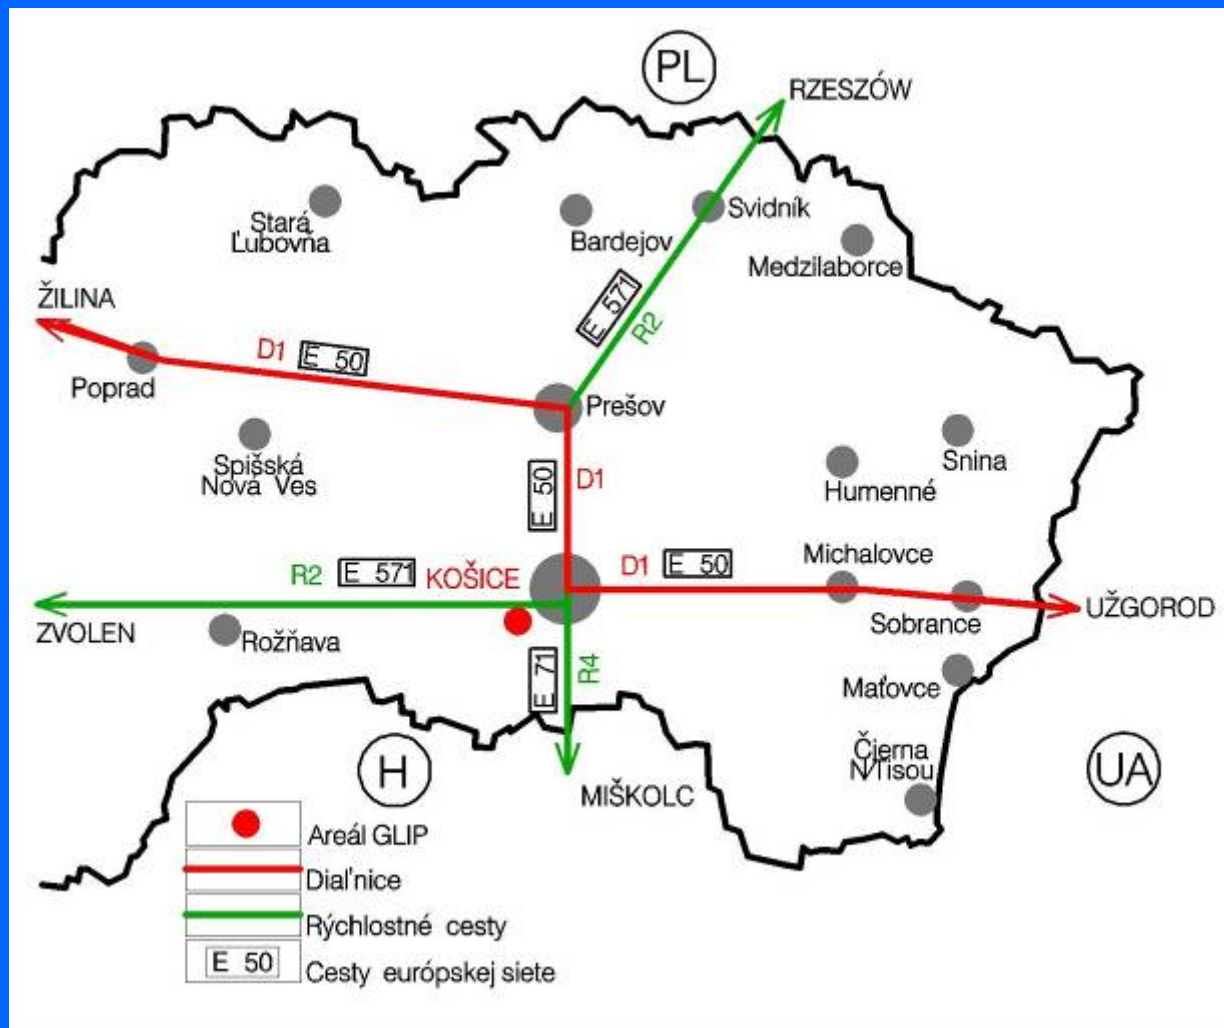 PL
RZESZÓW
Svidník
Stará
Ľubovňa
Bardejov
Medzilaborce
ŽILINA
E 571
R2
D1
E 50
Poprad
Prešov
Spišská
Nová Ves
E 50
D1
Snina
Humenné
Michalovce
R2
E 571
KOŠICE
D1
E 50
ZVOLEN
Rožňava
Sobrance
UŽGOROD
E 71
R4
Maťovce
Čierna
N/Tisou
H
MIŠKOLC
UA
Areál GLIP
Diaľnice
Rýchlostné cesty
E 50
Cesty európskej siete